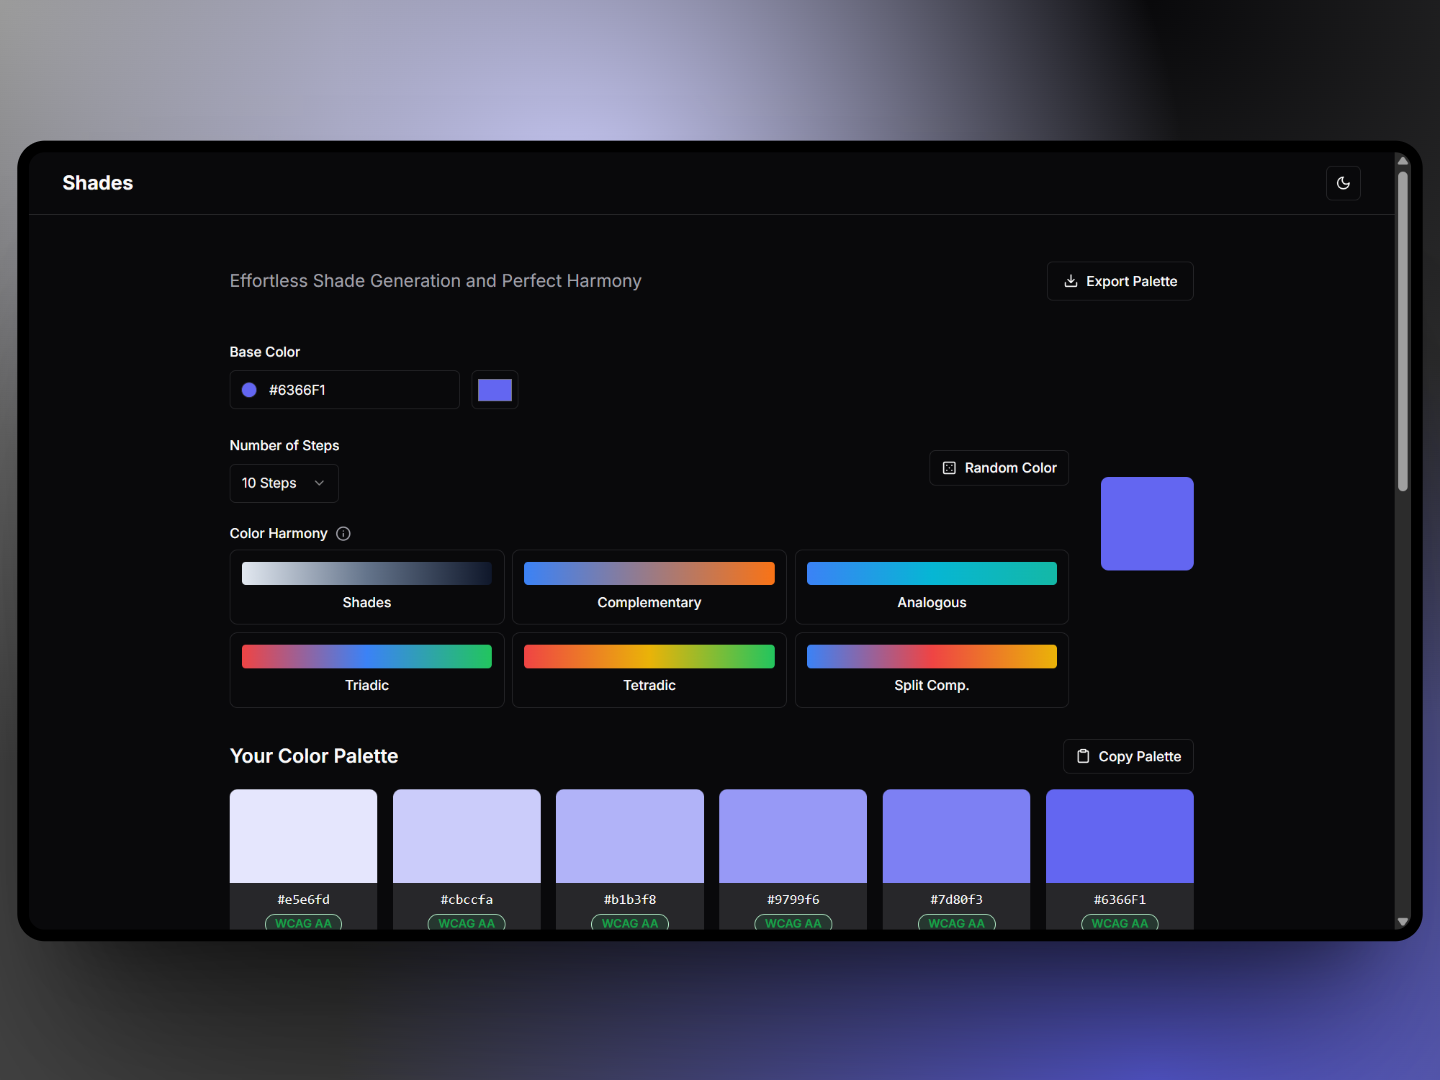 Shades
Effortless Shade Generation and Perfect Harmony
Export Palette
Base Color
#6366F1
Number of Steps
10 Steps
Random Color
Color Harmony
Shades
Complementary
Analogous
Triadic
Tetradic
Split Comp.
Your Color Palette
Copy Palette
#e5e6fd
#cbccfa
#b1b3f8
#9799f6
#7d80f3
#6366F1
WCAG AA
WCAG AA
WCAG AA
WCAG AA
WCAG AA
WCAG AA